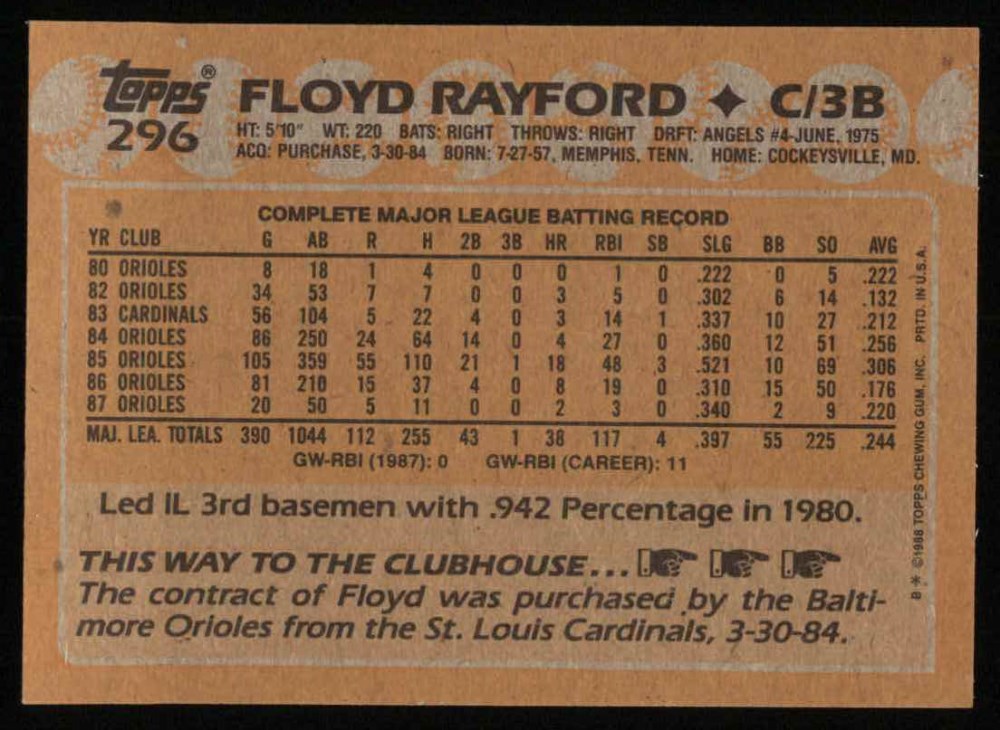 topps®
296
FLOYD RAYFORD ✦ C/3B
HT: 5'10" WT: 220 BATS: RIGHT THROWS: RIGHT DRFT: ANGELS #4-JUNE, 1975
ACQ: PURCHASE, 3-30-84 BORN: 7-27-57, MEMPHIS, TENN. HOME: COCKEYSVILLE, MD.
COMPLETE MAJOR LEAGUE BATTING RECORD
YR CLUB G AB R H 2B 3B HR RBI SB SLG BB SO AVG
80 ORIOLES 8 18 1 4 0 0 0 1 0 .222 0 5 .222
82 ORIOLES 34 53 7 7 0 0 3 5 0 .302 6 14 .132
83 CARDINALS 56 104 5 22 4 0 3 14 1 .337 10 27 .212
84 ORIOLES 86 250 24 64 14 0 4 27 0 .360 12 51 .256
85 ORIOLES 105 359 55 110 21 1 18 48 3 .521 10 69 .306
86 ORIOLES 81 210 15 37 4 0 8 19 0 .310 15 50 .176
87 ORIOLES 20 50 5 11 0 0 2 3 0 .340 2 9 .220
MAJ. LEA. TOTALS 390 1044 112 255 43 1 38 117 4 .397 55 225 .244
GW-RBI (1987): 0 GW-RBI (CAREER): 11
Led IL 3rd basemen with .942 Percentage in 1980.
THIS WAY TO THE CLUBHOUSE...
The contract of Floyd was purchased by the Balti-
more Orioles from the St. Louis Cardinals, 3-30-84.
B * ©1988 TOPPS CHEWING GUM, INC. PRTD. IN U.S.A.